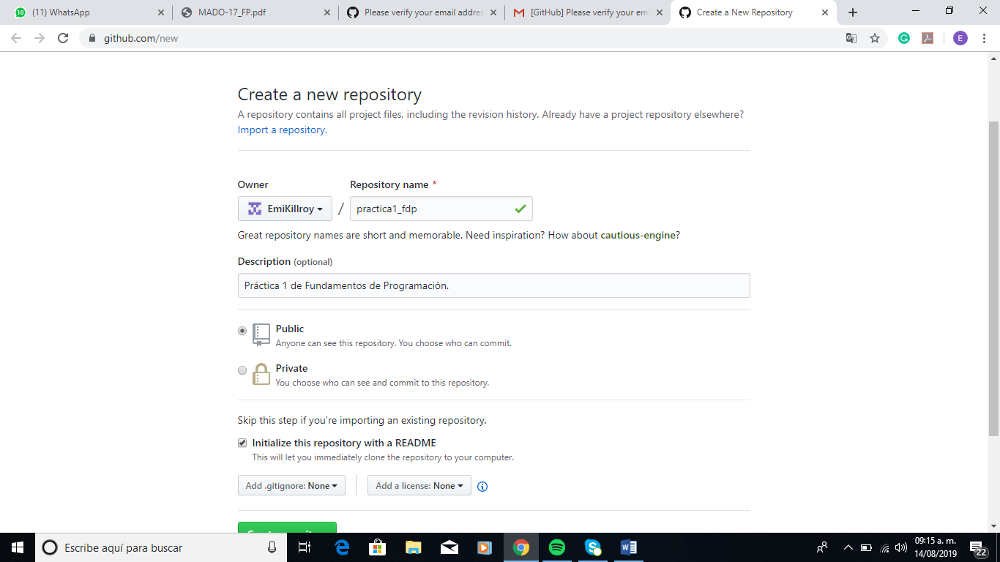 (11) WhatsApp
MADO-17_FP.pdf
Please verify your email addres
[GitHub] Please verify your ema
Create a New Repository
github.com/new
E
Create a new repository
A repository contains all project files, including the revision history. Already have a project repository elsewhere?
Import a repository.
Owner
Repository name *
EmiKillroy
/
practica1_fdp
Great repository names are short and memorable. Need inspiration? How about cautious-engine?
Description (optional)
Práctica 1 de Fundamentos de Programación.
Public
Anyone can see this repository. You choose who can commit.
Private
You choose who can see and commit to this repository.
Skip this step if you’re importing an existing repository.
Initialize this repository with a README
This will let you immediately clone the repository to your computer.
Add .gitignore: None
Add a license: None
Escribe aquí para buscar
09:15 a. m.
14/08/2019
22